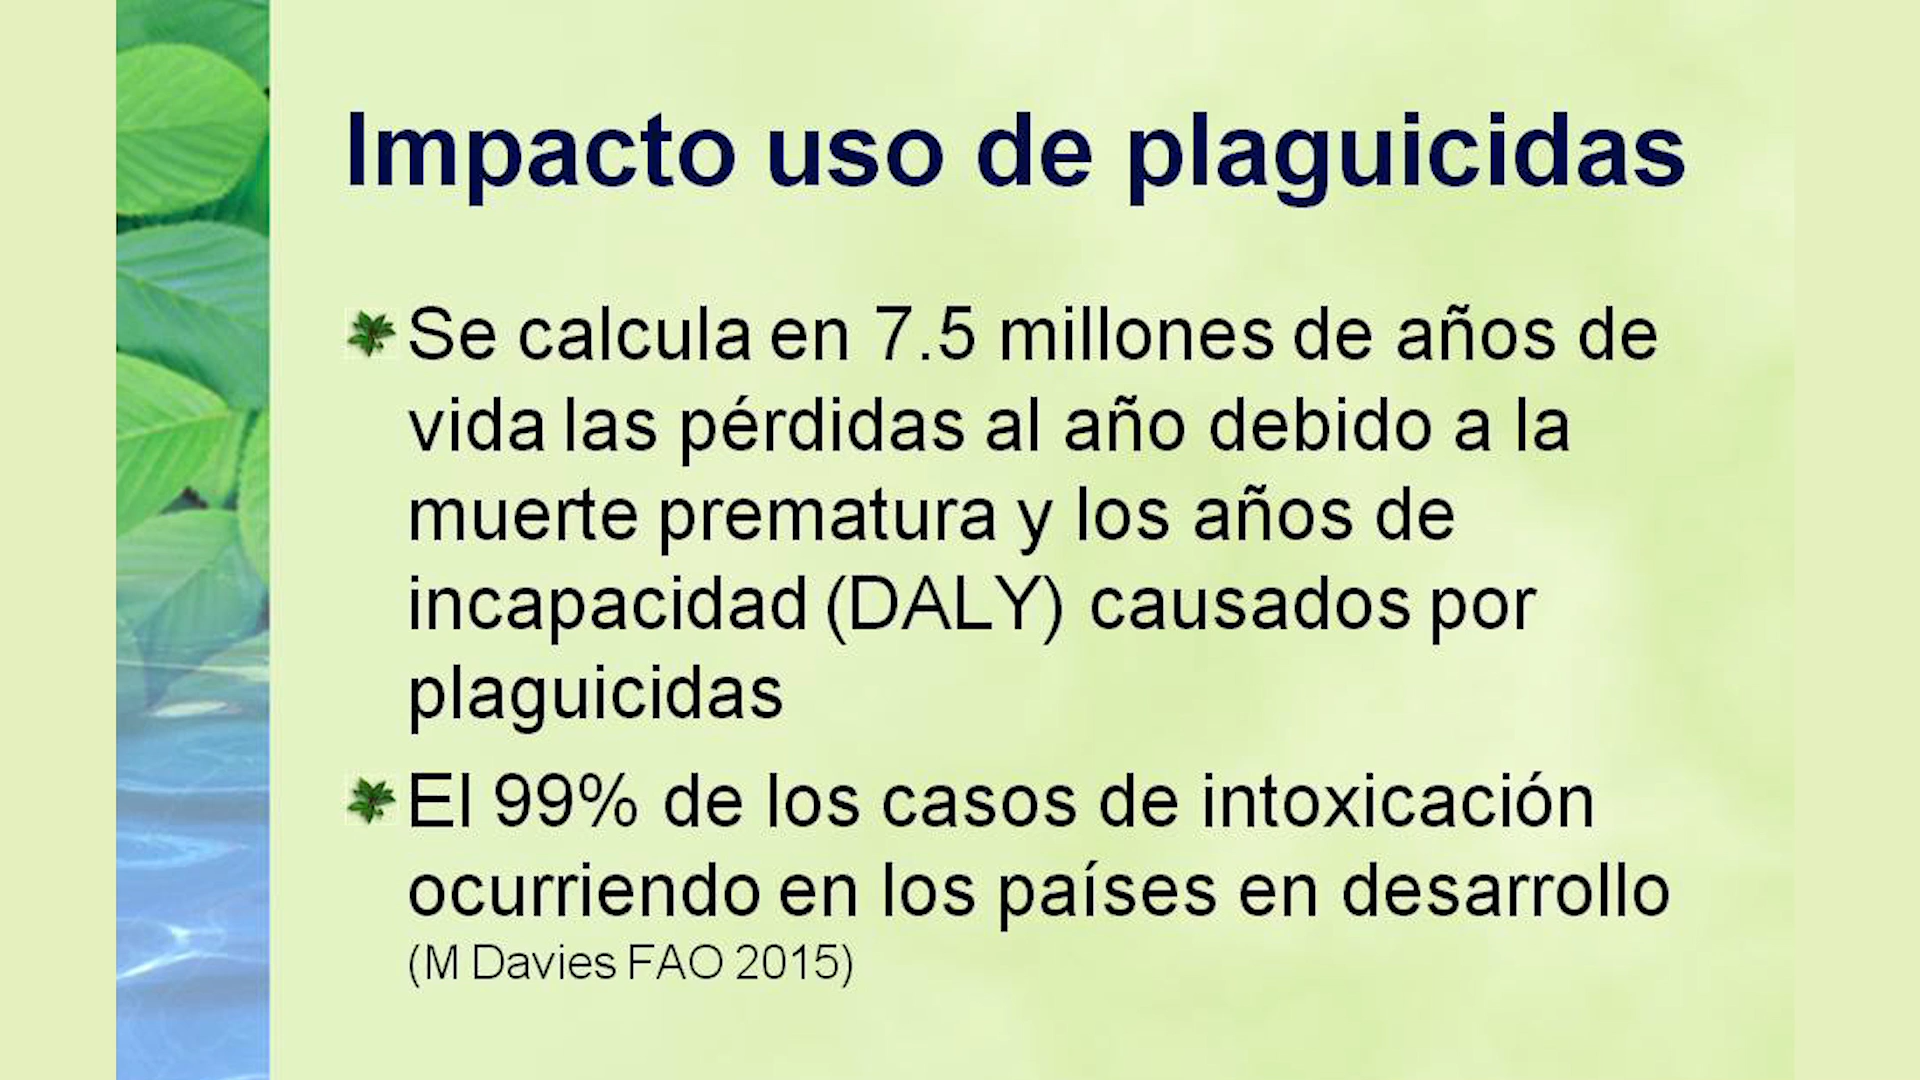 Impacto uso de plaguicidas
Se calcula en 7.5 millones de años de
vida las pérdidas al año debido a la
muerte prematura y los años de
incapacidad (DALY) causados por
plaguicidas
El 99% de los casos de intoxicación
ocurriendo en los países en desarrollo
(M Davies FAO 2015)